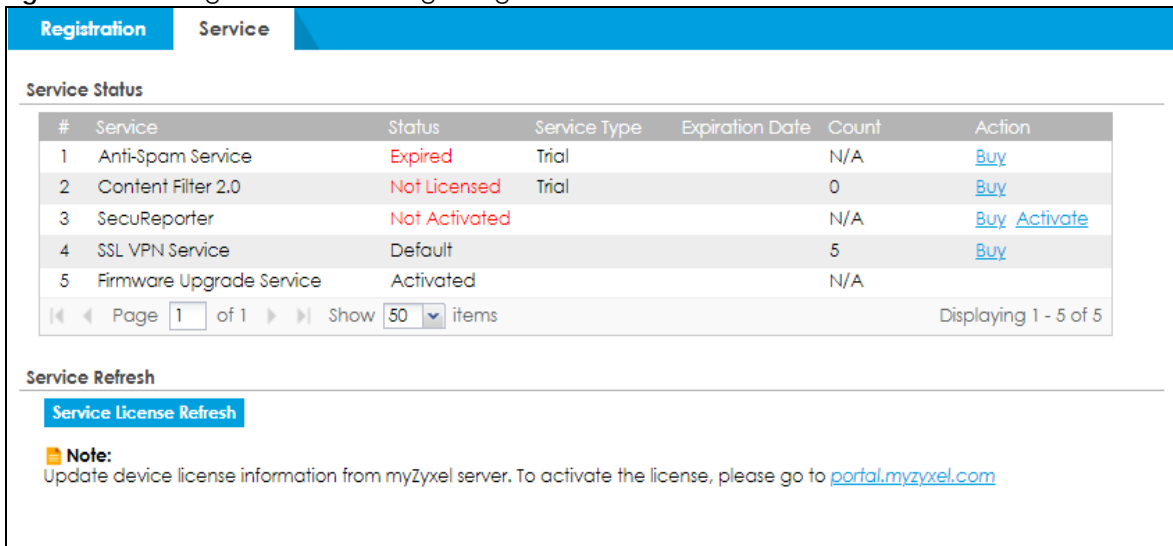 Registration Service
Service Status
# Service Status Service Type Expiration Date Count Action
1 Anti-Spam Service Expired Trial N/A Buy
2 Content Filter 2.0 Not Licensed Trial 0 Buy
3 SecuReporter Not Activated N/A Buy Activate
4 SSL VPN Service Default 5 Buy
5 Firmware Upgrade Service Activated N/A
Page 1 of 1 Show 50 items Displaying 1 - 5 of 5
Service Refresh
Service License Refresh
Note:
Update device license information from myZyxel server. To activate the license, please go to portal.myzyxel.com